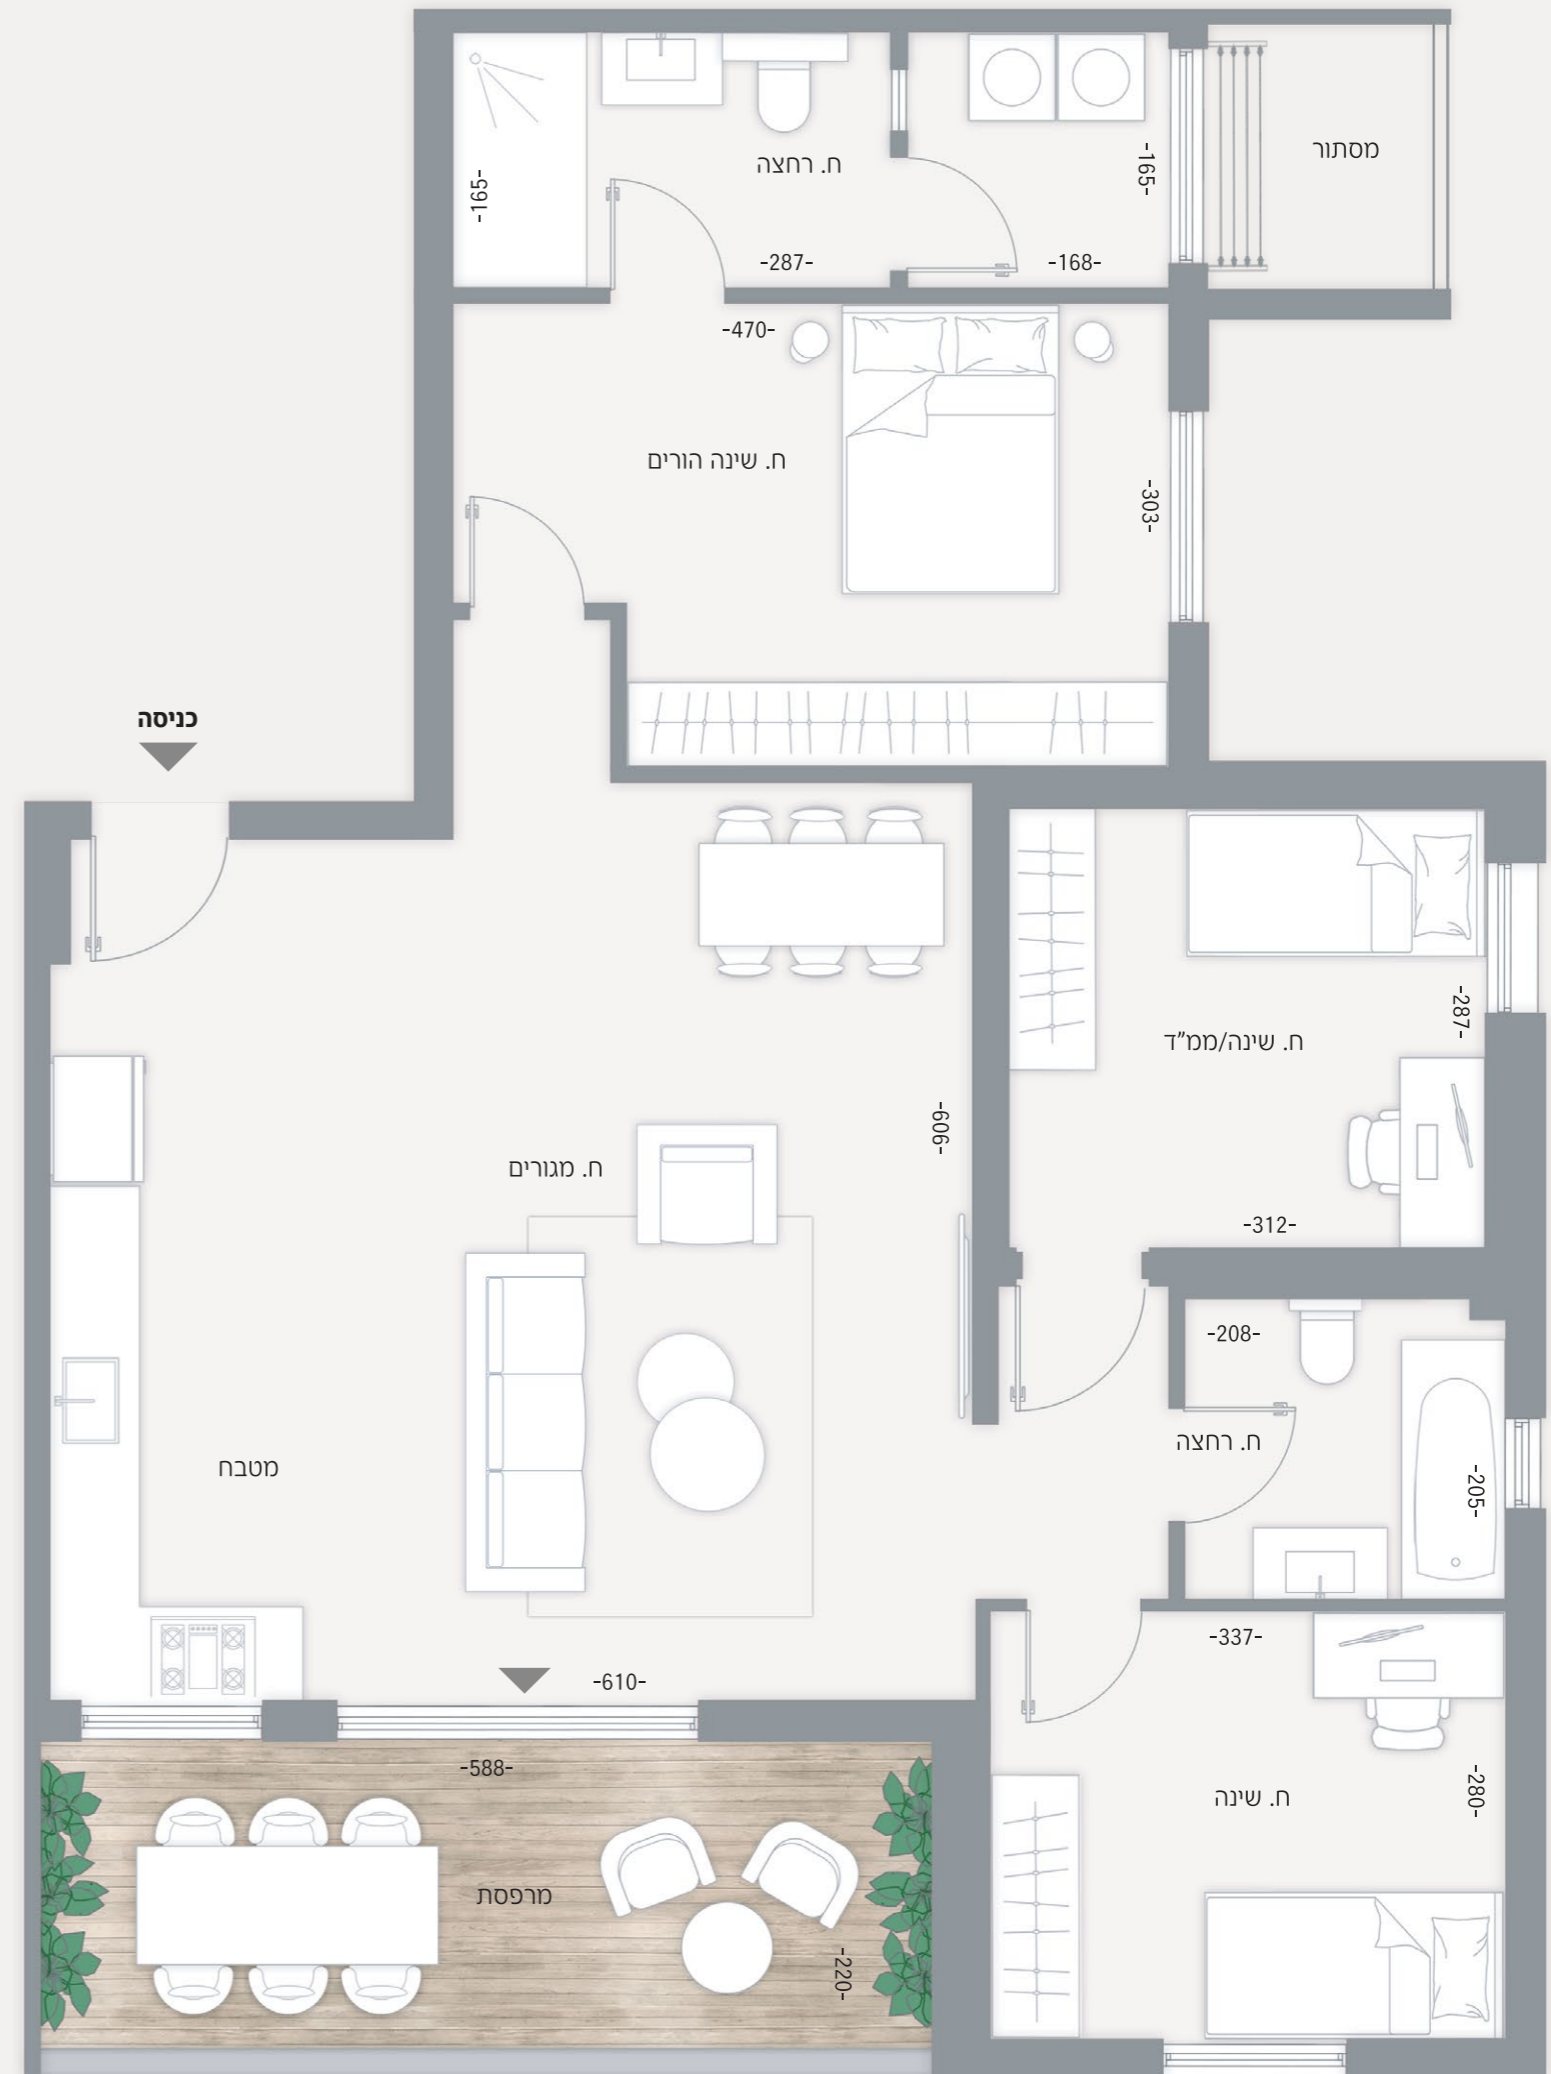 ח. רחצה
-165-
-287-
-165-
-168-
מסתור
-470-
ח. שינה הורים
-303-
כניסה
ח. שינה/ממ"ד
-287-
-312-
-606-
ח. מגורים
מטבח
-610-
-208-
ח. רחצה
-205-
-337-
ח. שינה
-280-
-588-
מרפסת
-220-